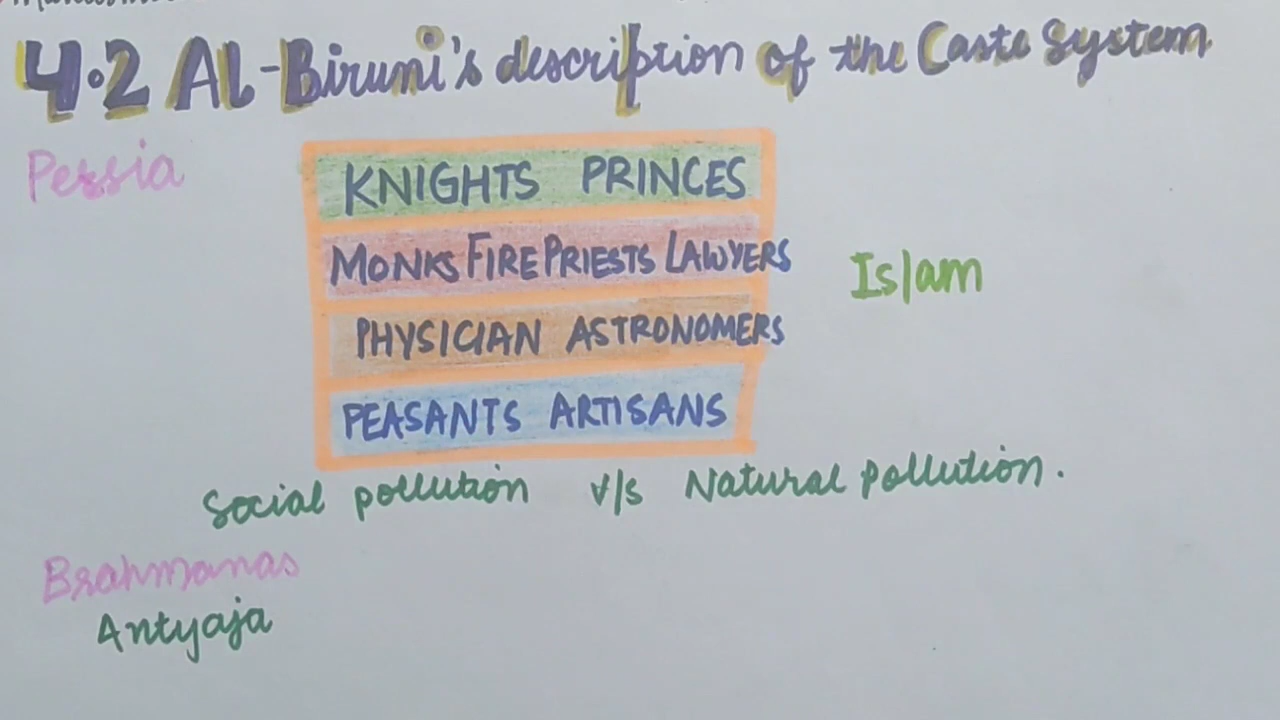 4.2 Al-Biruni's description of the Caste System
Persia
KNIGHTS PRINCES
MONKS FIRE PRIESTS LAWYERS
Islam
PHYSICIAN ASTRONOMERS
PEASANTS ARTISANS
Social pollution v/s Natural pollution.
Brahmanas
Antyaja